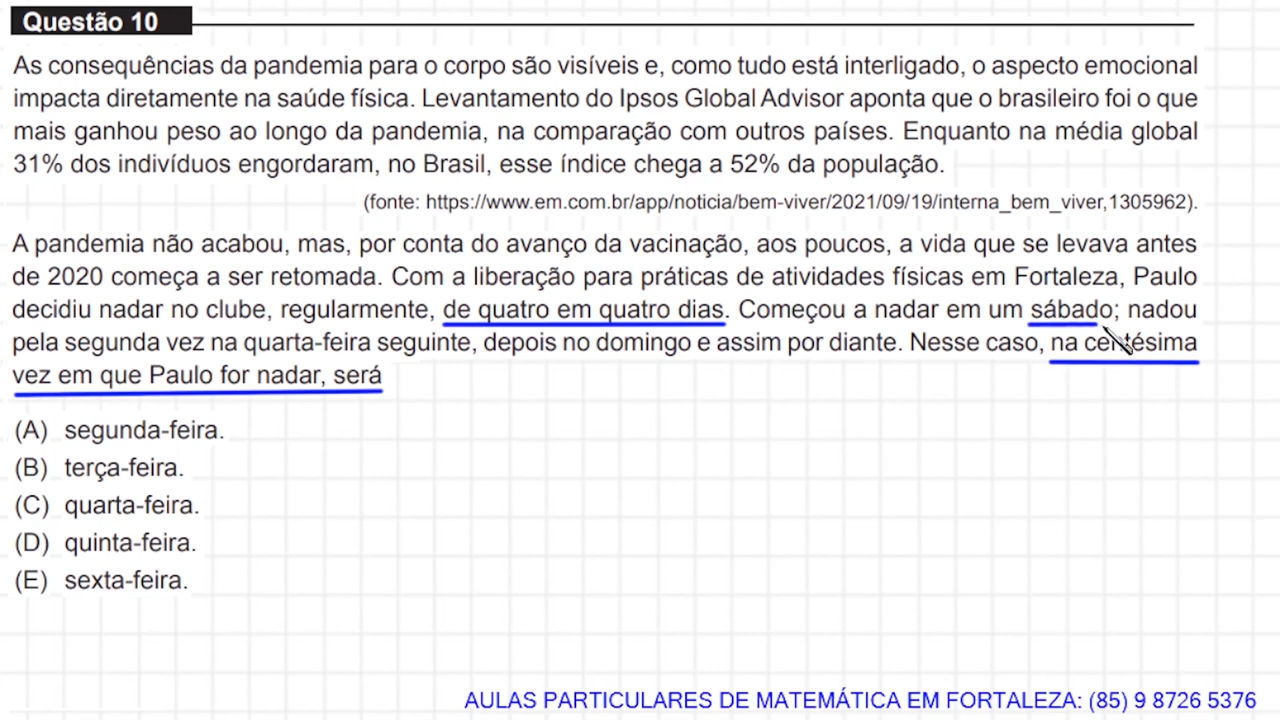 Questão 10
As consequências da pandemia para o corpo são visíveis e, como tudo está interligado, o aspecto emocional
impacta diretamente na saúde física. Levantamento do Ipsos Global Advisor aponta que o brasileiro foi o que
mais ganhou peso ao longo da pandemia, na comparação com outros países. Enquanto na média global
31% dos indivíduos engordaram, no Brasil, esse índice chega a 52% da população.
(fonte: https://www.em.com.br/app/noticia/bem-viver/2021/09/19/interna_bem_viver,1305962).
A pandemia não acabou, mas, por conta do avanço da vacinação, aos poucos, a vida que se levava antes
de 2020 começa a ser retomada. Com a liberação para práticas de atividades físicas em Fortaleza, Paulo
decidiu nadar no clube, regularmente, de quatro em quatro dias. Começou a nadar em um sábado; nadou
pela segunda vez na quarta-feira seguinte, depois no domingo e assim por diante. Nesse caso, na centésima
vez em que Paulo for nadar, será
(A) segunda-feira.
(B) terça-feira.
(C) quarta-feira.
(D) quinta-feira.
(E) sexta-feira.
AULAS PARTICULARES DE MATEMÁTICA EM FORTALEZA: (85) 9 8726 5376